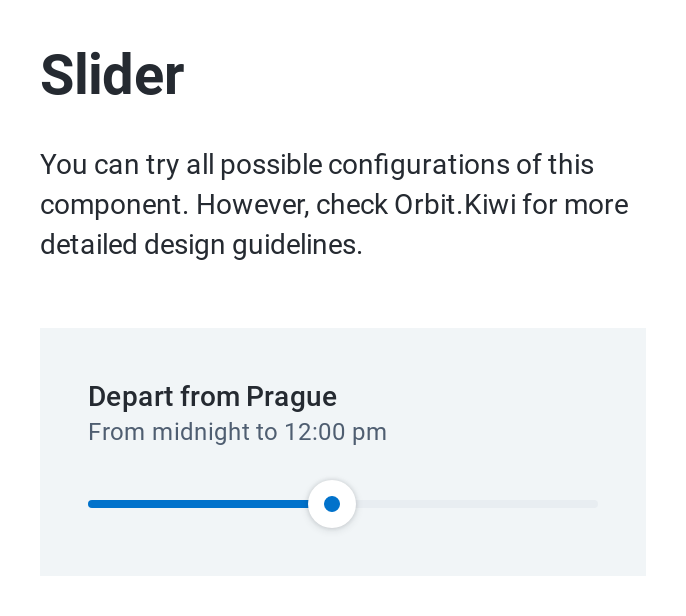 Slider
You can try all possible configurations of this
component. However, check Orbit.Kiwi for more
detailed design guidelines.
Depart from Prague
From midnight to 12:00 pm